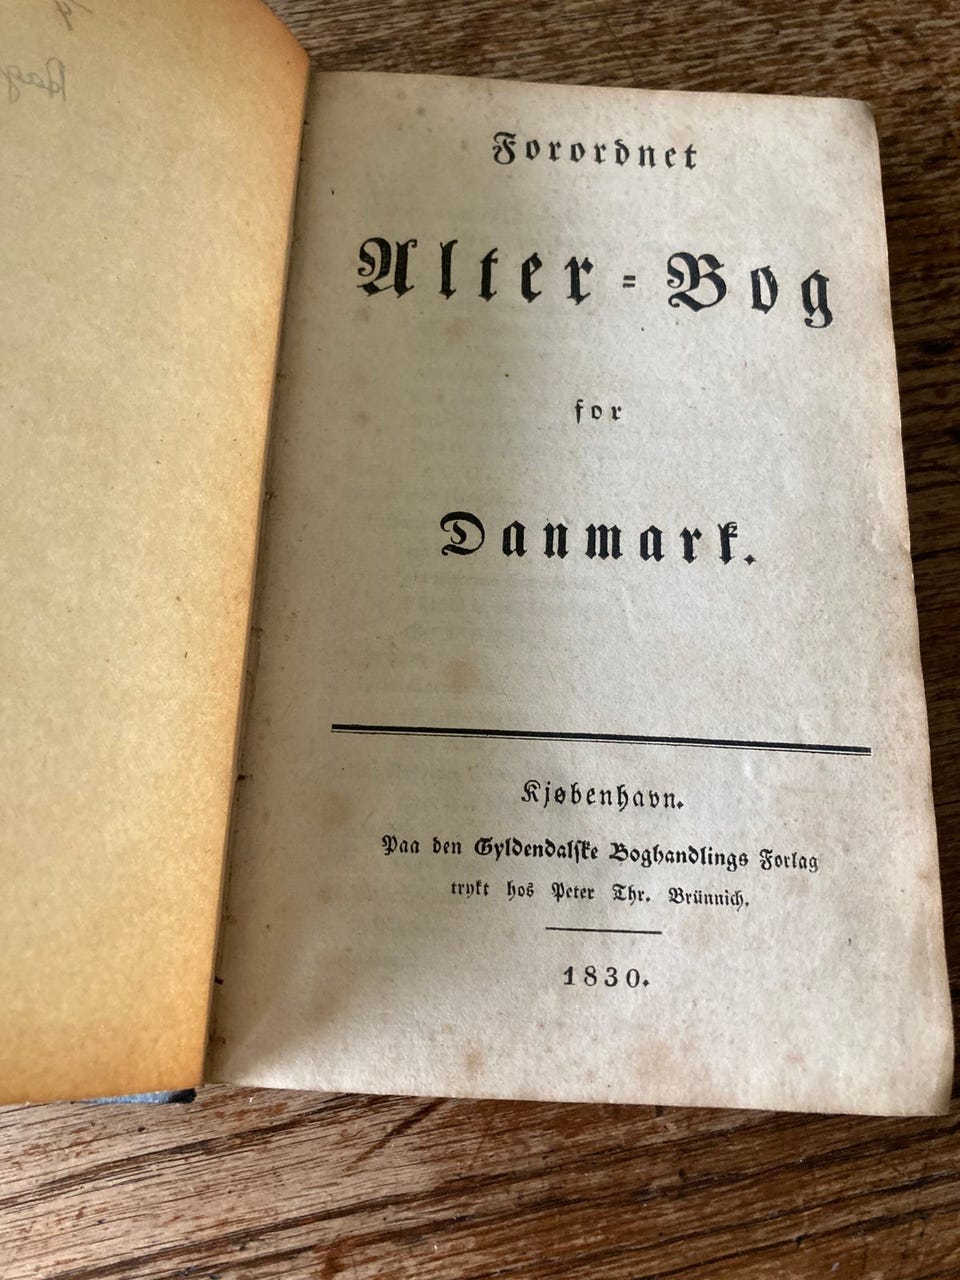 Forordnet
Alter=Bog
for
Danmark.
Kjøbenhavn.
Paa den Gyldendalske Boghandlings Forlag
trykt hos Peter Thr. Brünnich.
1830.